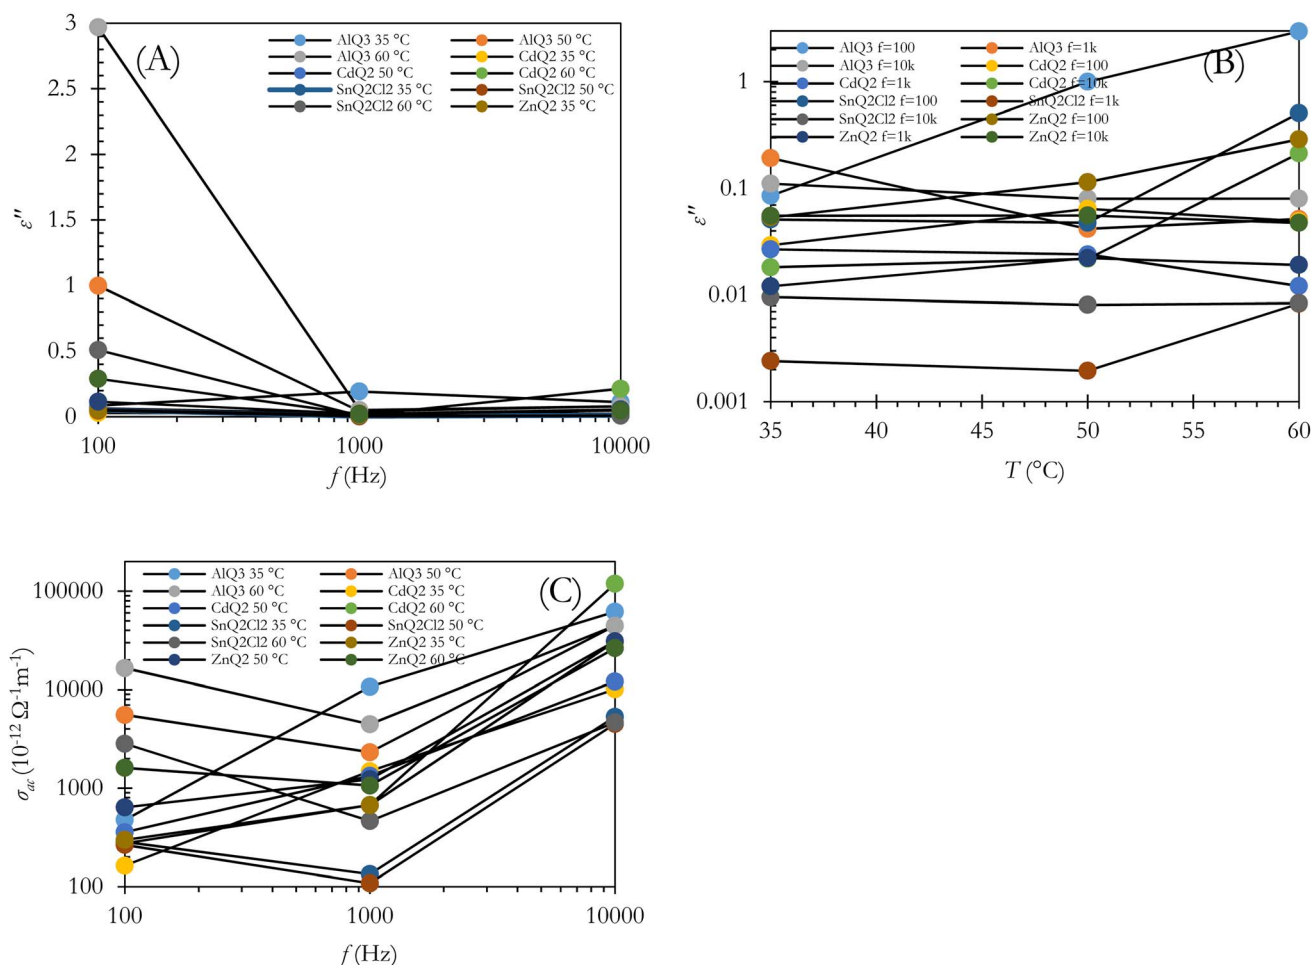 (A)
3
2.5
2
1.5
1
0.5
0
ε″
AlQ3 35 °C AlQ3 50 °C
AlQ3 60 °C CdQ2 35 °C
CdQ2 50 °C CdQ2 60 °C
SnQ2Cl2 35 °C SnQ2Cl2 50 °C
SnQ2Cl2 60 °C ZnQ2 35 °C
100 1000 10000
f (Hz)
(B)
1
0.1
0.01
0.001
ε″
AlQ3 f=100 AlQ3 f=1k
AlQ3 f=10k CdQ2 f=100
CdQ2 f=1k CdQ2 f=10k
SnQ2Cl2 f=100 SnQ2Cl2 f=1k
SnQ2Cl2 f=10k ZnQ2 f=100
ZnQ2 f=1k ZnQ2 f=10k
35 40 45 50 55 60
T (°C)
(C)
100000
10000
1000
100
σac (10-12 Ω-1m-1)
AlQ3 35 °C AlQ3 50 °C
AlQ3 60 °C CdQ2 35 °C
CdQ2 50 °C CdQ2 60 °C
SnQ2Cl2 35 °C SnQ2Cl2 50 °C
SnQ2Cl2 60 °C ZnQ2 35 °C
ZnQ2 50 °C ZnQ2 60 °C
100 1000 10000
f (Hz)